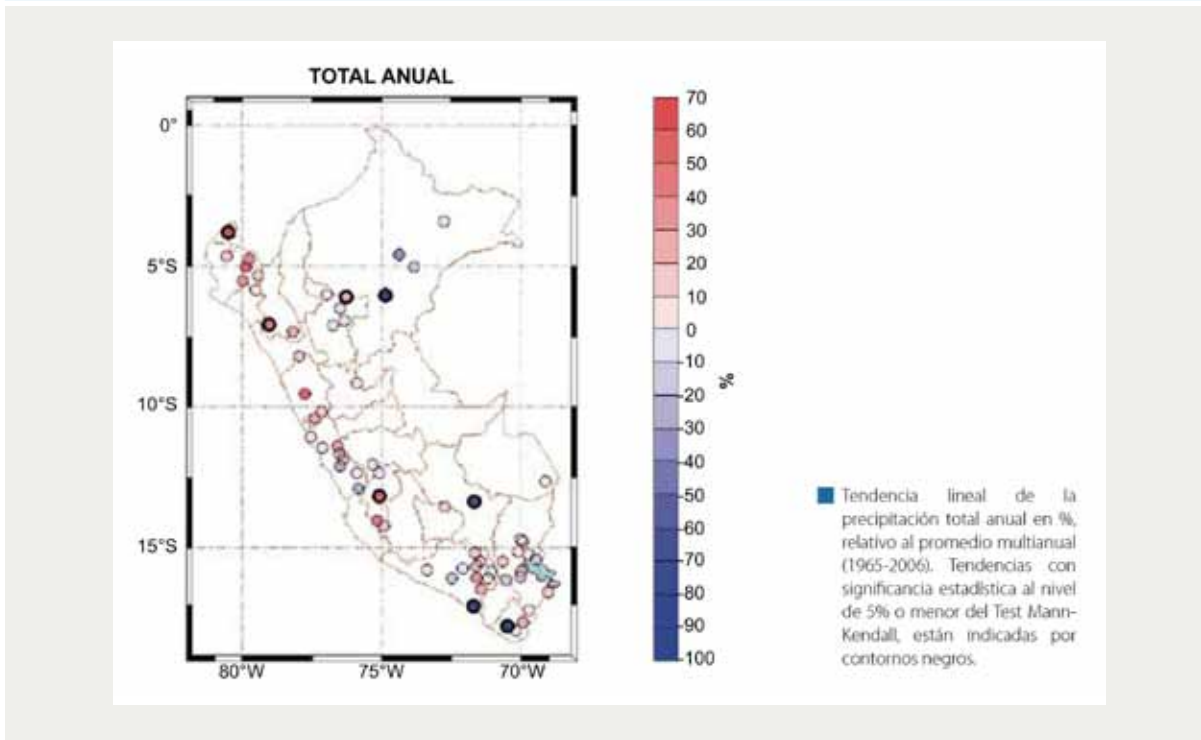 TOTAL ANUAL
0°
5°S
10°S
15°S
80°W
75°W
70°W
70
60
50
40
30
20
10
0
-10
-20
-30
-40
-50
-60
-70
-80
-90
-100
%
Tendencia lineal de la
precipitación total anual en %,
relativo al promedio multianual
(1965-2006). Tendencias con
significancia estadística al nivel
de 5% o menor del Test Mann-
Kendall, están indicadas por
contornos negros.